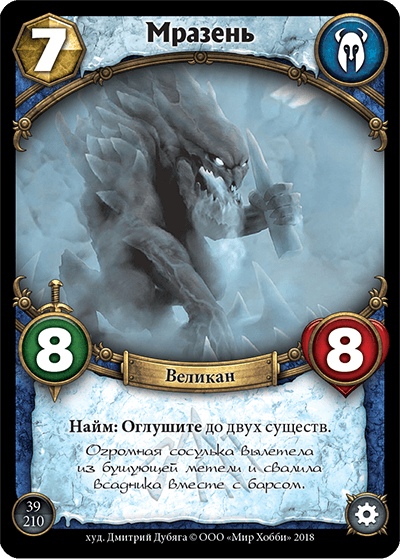 7
Мразень
8
8
Великан
Найм: Оглушите до двух существ.
Огромная сосулька вылетела
из бушующей метели и свалила
всадника вместе с барсом.
39
210
худ. Дмитрий Дубяга © ООО «Мир Хобби» 2018